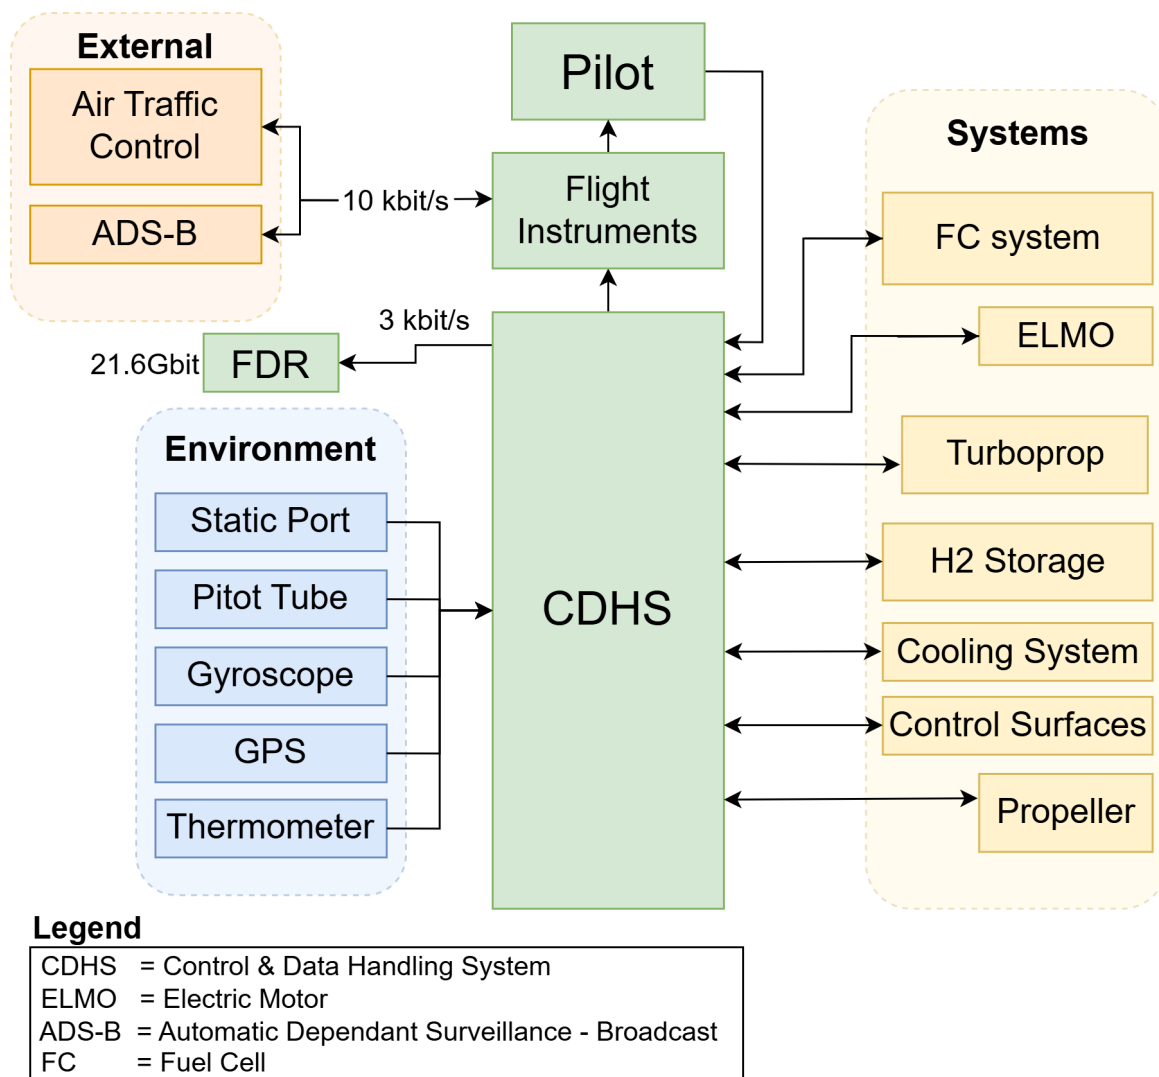 External
Air Traffic
Control
ADS-B
10 kbit/s
Pilot
Flight
Instruments
3 kbit/s
21.6Gbit
FDR
Environment
Static Port
Pitot Tube
Gyroscope
GPS
Thermometer
CDHS
Systems
FC system
ELMO
Turboprop
H2 Storage
Cooling System
Control Surfaces
Propeller
Legend
CDHS = Control & Data Handling System
ELMO = Electric Motor
ADS-B = Automatic Dependant Surveillance - Broadcast
FC = Fuel Cell